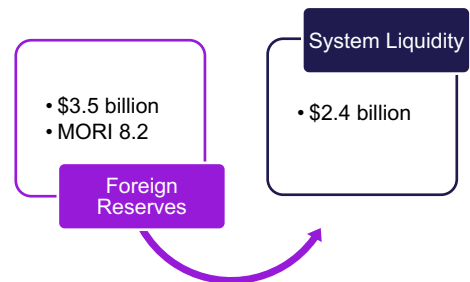 • $3.5 billion
• MORI 8.2
Foreign
Reserves
System Liquidity
• $2.4 billion